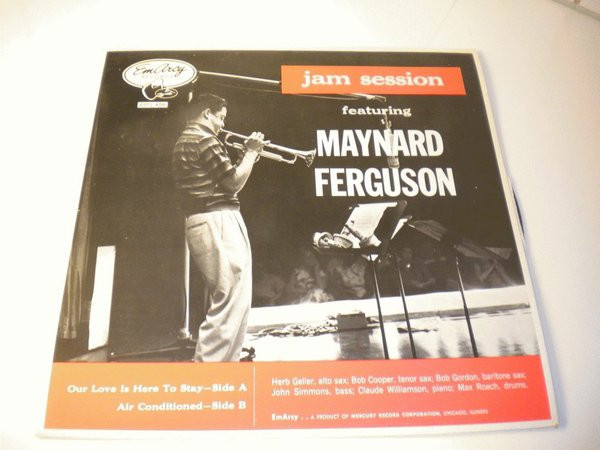 EmArcy
jam session
featuring
MAYNARD
FERGUSON
Our Love Is Here To Stay—Side A
Air Conditioned—Side B
Herb Geller, alto sax; Bob Cooper, tenor sax; Bob Gordon, baritone sax;
John Simmons, bass; Claude Williamson, piano; Max Roach, drums.
EmArcy . . A PRODUCT OF MERCURY RECORD CORPORATION, CHICAGO, ILLINOIS